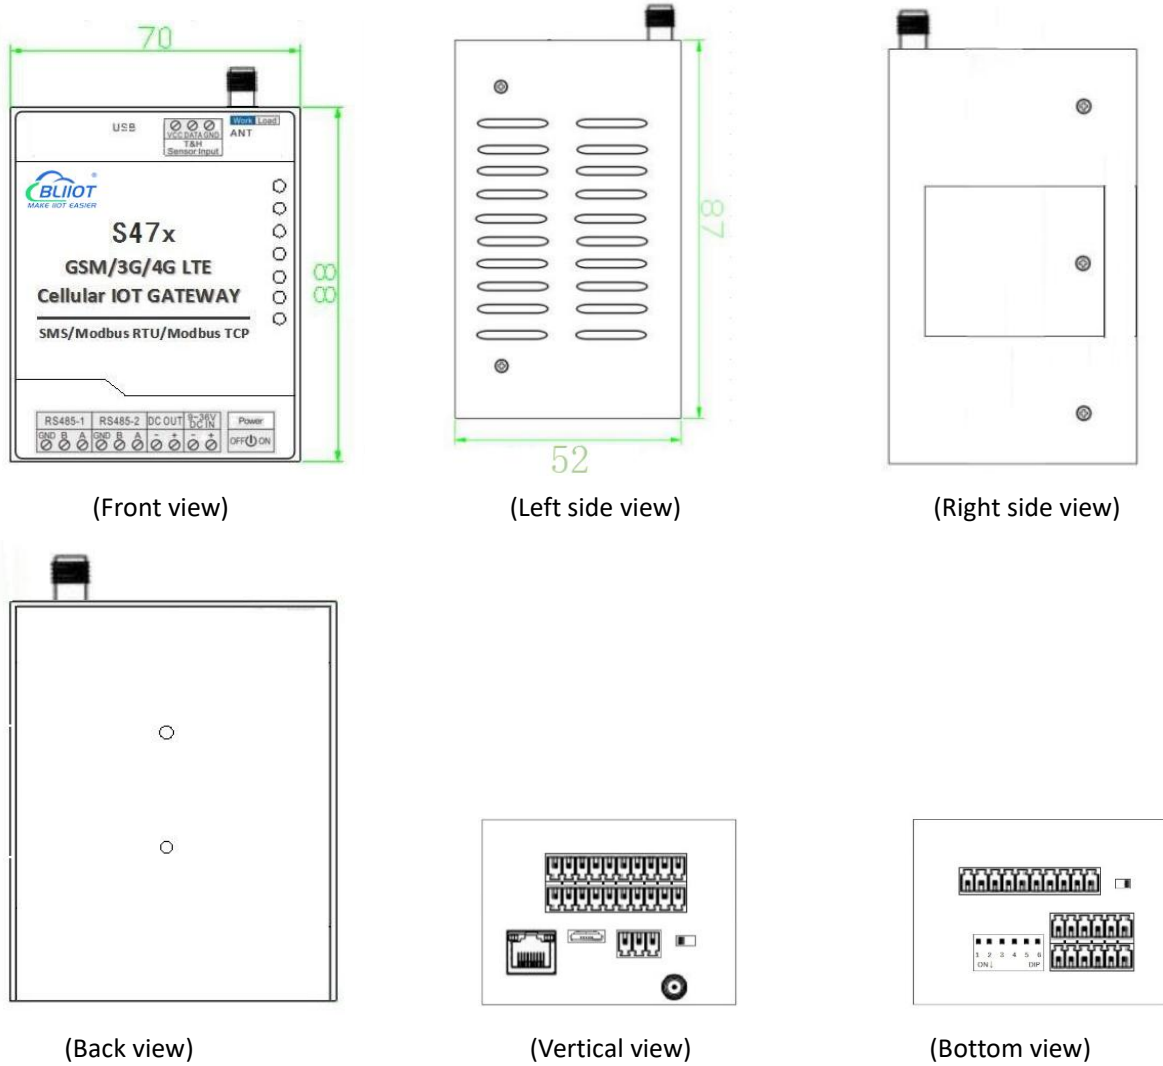 70
USB
VCC DATA GND
T&H
Sensor Input
Work Load
ANT
BLIIOT ®
MAKE IIOT EASIER
S47x
GSM/3G/4G LTE
Cellular IOT GATEWAY
SMS/Modbus RTU/Modbus TCP
88
RS485-1 RS485-2 DC OUT 9~36V DC IN Power
GND B A GND B A - + - + OFF ON
(Front view)
87
52
(Left side view)
(Right side view)
(Back view)
(Vertical view)
1 2 3 4 5 6
ON↓ DIP
(Bottom view)